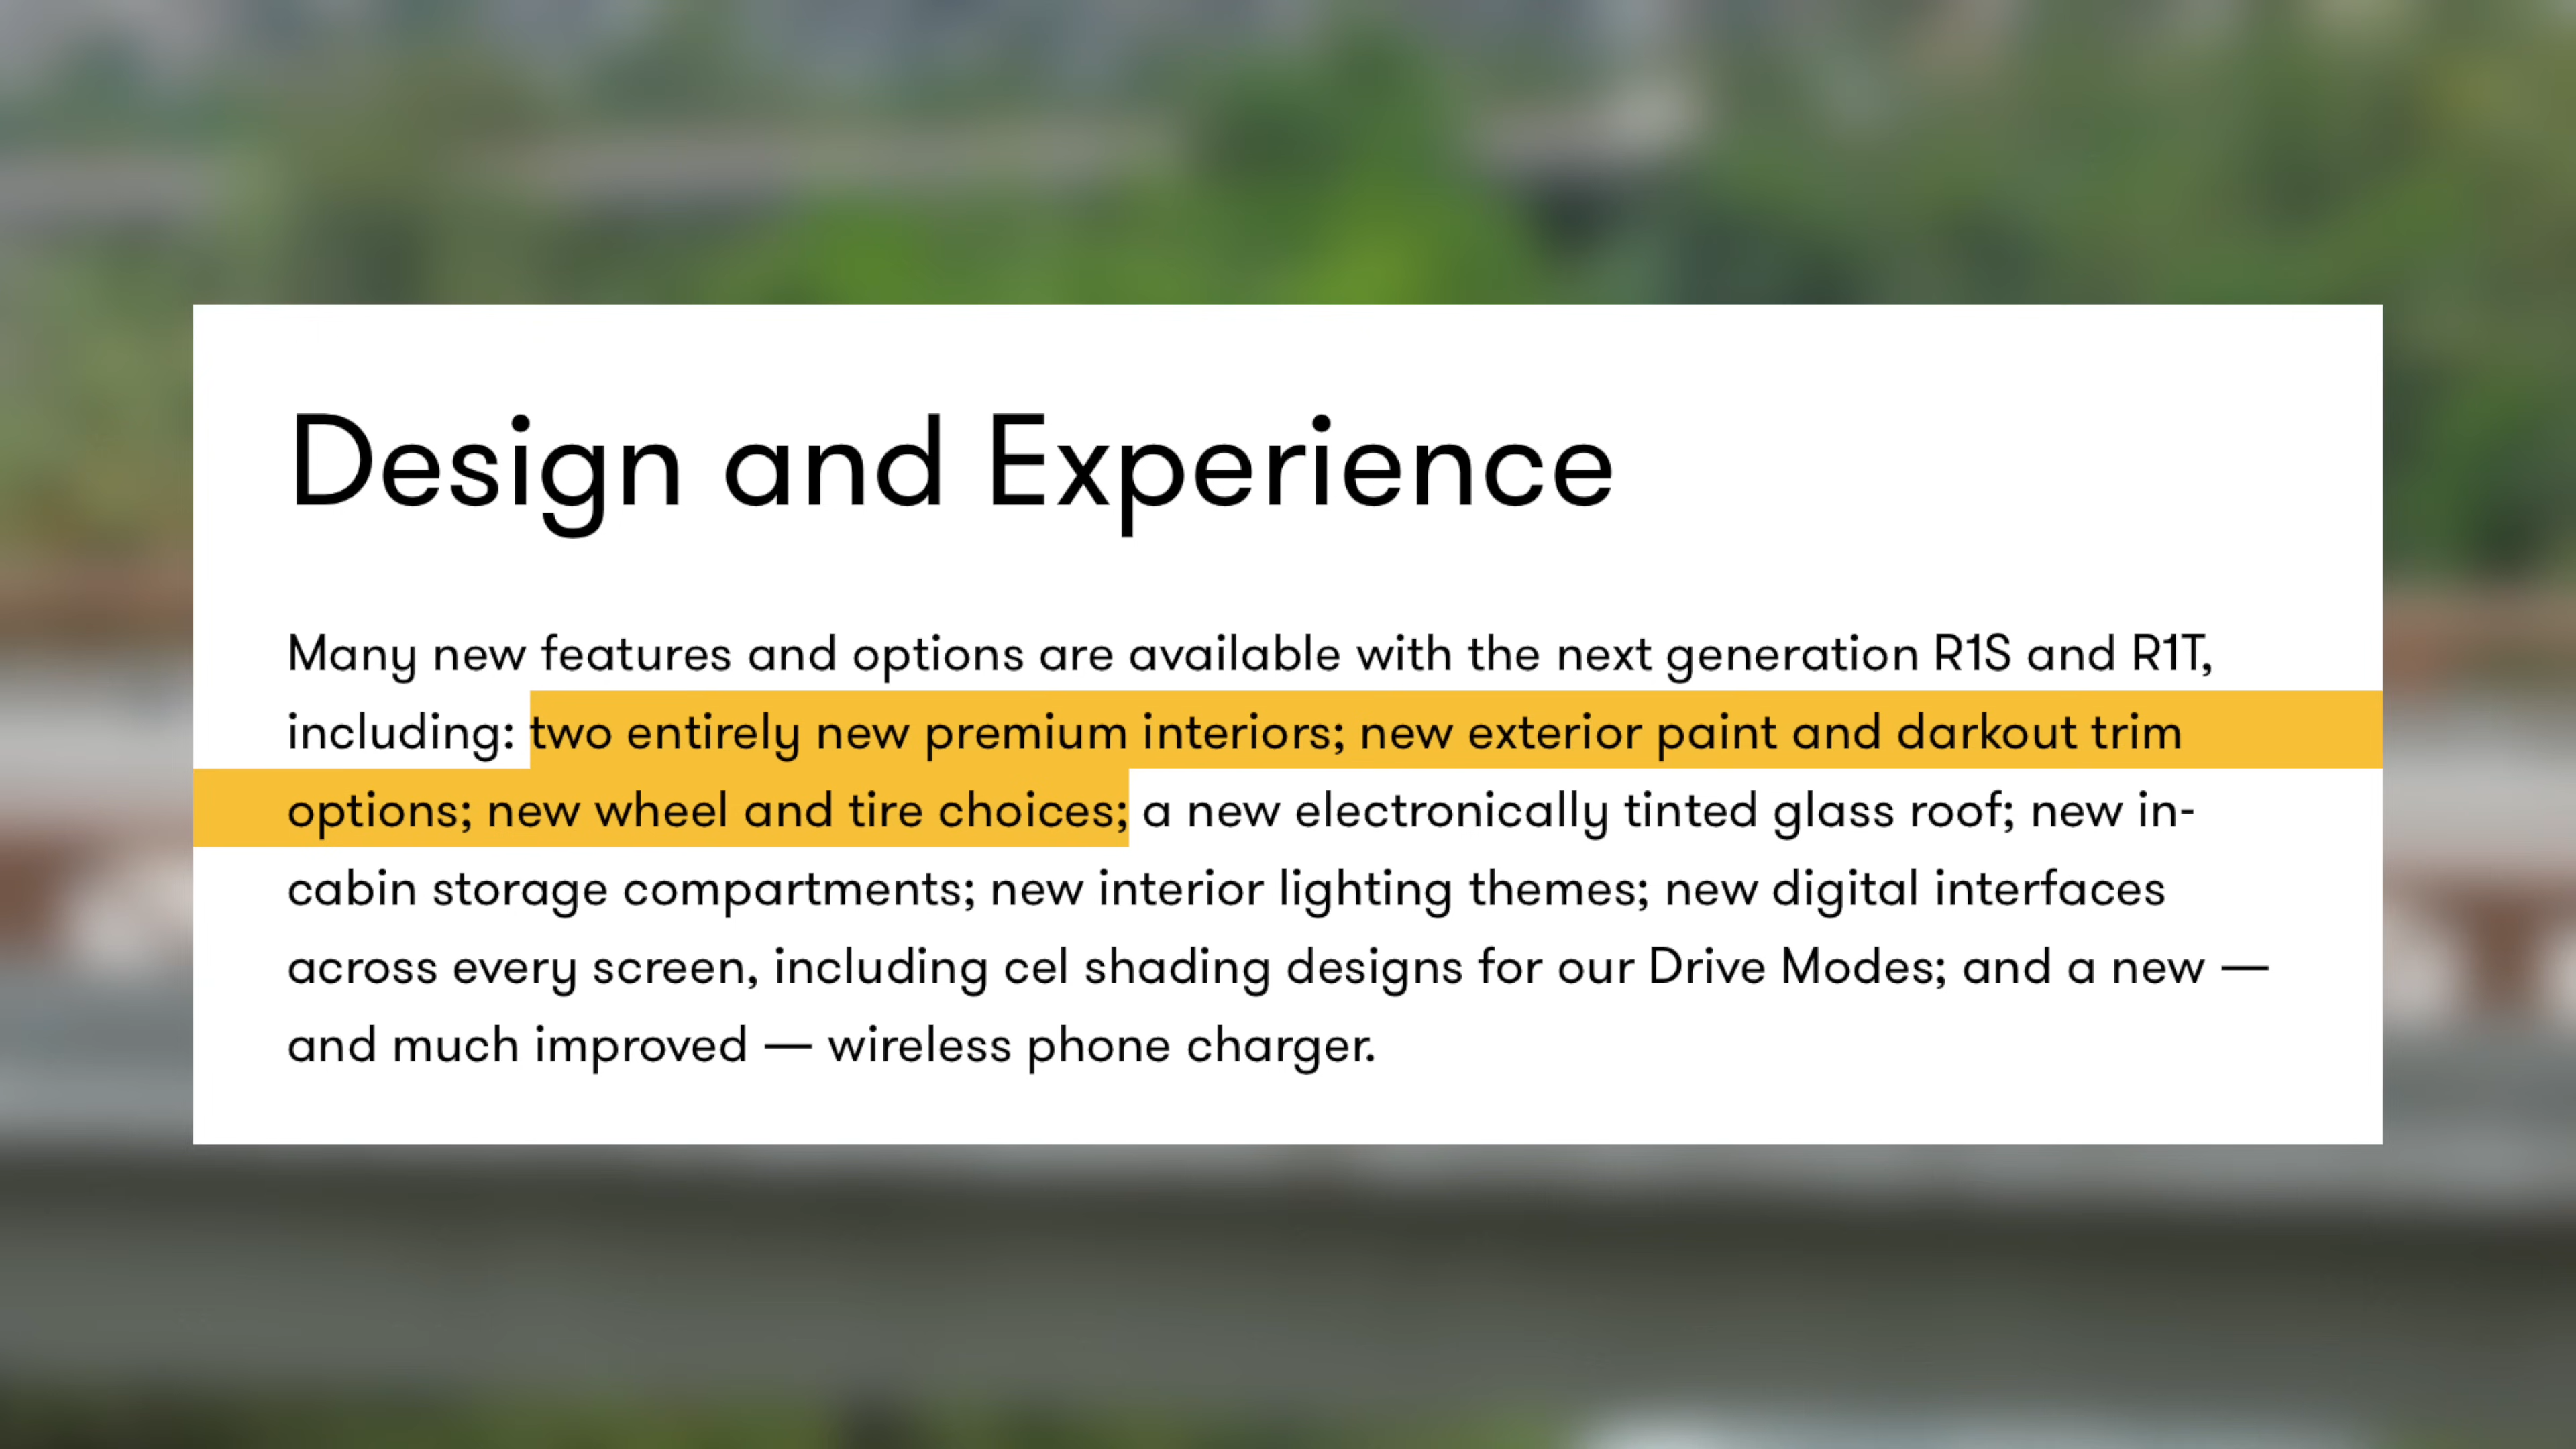 Design and Experience
Many new features and options are available with the next generation R1S and R1T,
including: two entirely new premium interiors; new exterior paint and darkout trim
options; new wheel and tire choices; a new electronically tinted glass roof; new in-
cabin storage compartments; new interior lighting themes; new digital interfaces
across every screen, including cel shading designs for our Drive Modes; and a new —
and much improved — wireless phone charger.